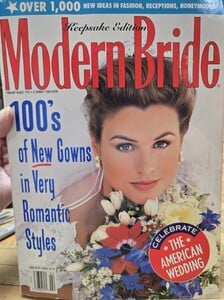 ★ OVER 1,000 NEW IDEAS IN FASHION, RECEPTIONS, HONEYMOONS
Keepsake Edition
Modern Bride
100's
of New Gowns
in Very
Romantic
Styles
CELEBRATE
★ THE ★
AMERICAN
WEDDING